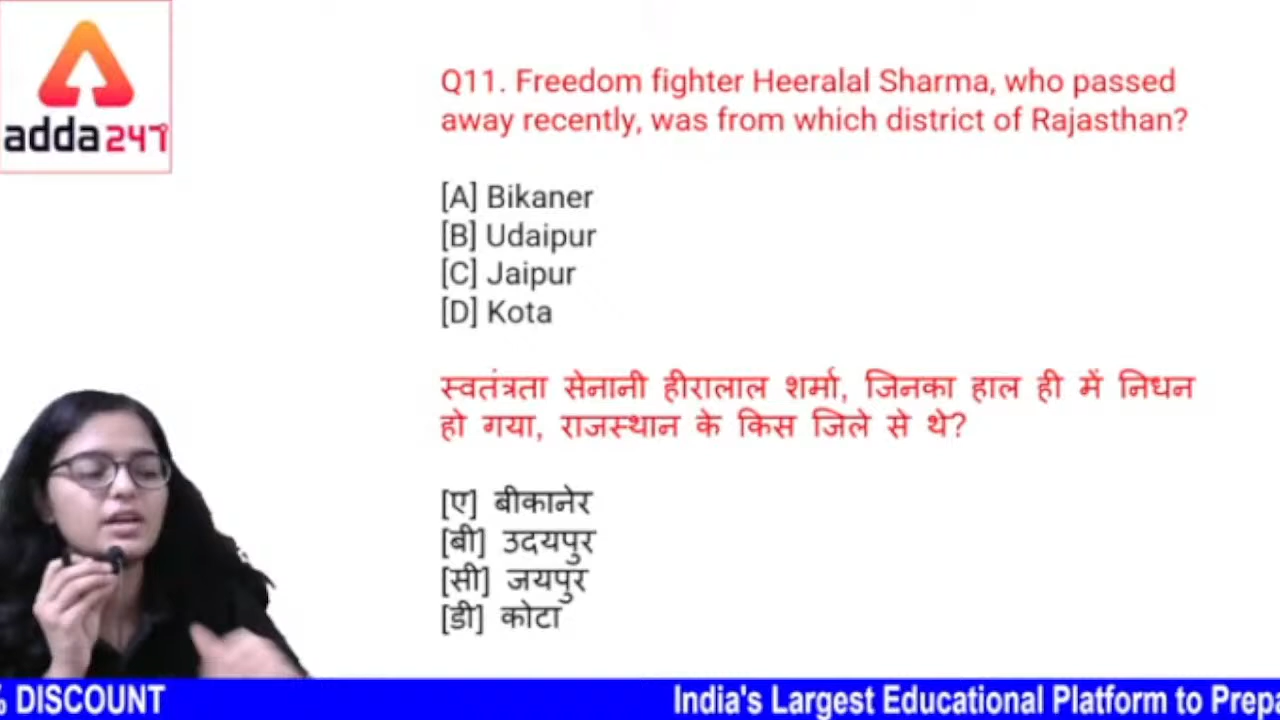 adda247
Q11. Freedom fighter Heeralal Sharma, who passed
away recently, was from which district of Rajasthan?
[A] Bikaner
[B] Udaipur
[C] Jaipur
[D] Kota
स्वतंत्रता सेनानी हीरालाल शर्मा, जिनका हाल ही में निधन
हो गया, राजस्थान के किस जिले से थे?
[ए] बीकानेर
[बी] उदयपुर
[सी] जयपुर
[डी] कोटा
% DISCOUNT India's Largest Educational Platform to Prepa